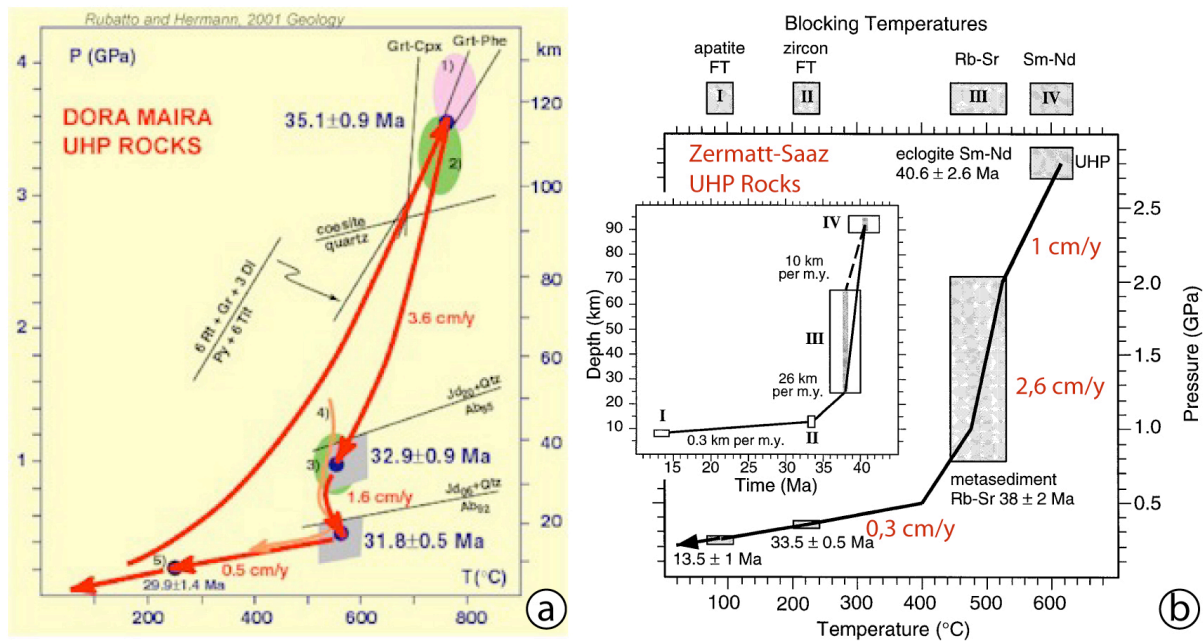 Rubatto and Hermann, 2001 Geology
P (GPa)
km
Grt-Cpx
Grt-Phe
1)
4
DORA MAIRA
UHP ROCKS
35.1±0.9 Ma
120
2)
100
3
coesite
quartz
80
6 Rt + Gr + 3 Di
Py + 6 Tit
3.6 cm/y
2
60
Jd20+Qtz
Ab85
4)
40
3)
32.9±0.9 Ma
1
1.6 cm/y
Jd05+Qtz
Ab92
20
31.8±0.5 Ma
5)
0.5 cm/y
29.9±1.4 Ma
T(°C)
200
400
600
800
a
Blocking Temperatures
apatite
FT
zircon
FT
Rb-Sr
Sm-Nd
I
II
III
IV
Zermatt-Saaz
UHP Rocks
eclogite Sm-Nd
40.6 ± 2.6 Ma
UHP
2.5
1 cm/y
2.0
2,6 cm/y
1.5
1.0
0.5
Pressure (GPa)
metasediment
Rb-Sr 38 ± 2 Ma
0,3 cm/y
33.5 ± 0.5 Ma
13.5 ± 1 Ma
100
200
300
400
500
600
Temperature (°C)
Depth (km)
90
80
70
60
50
40
30
20
10
IV
10 km
per m.y.
III
26 km
per m.y.
I
0.3 km per m.y.
II
15
20
25
30
35
40
Time (Ma)
b